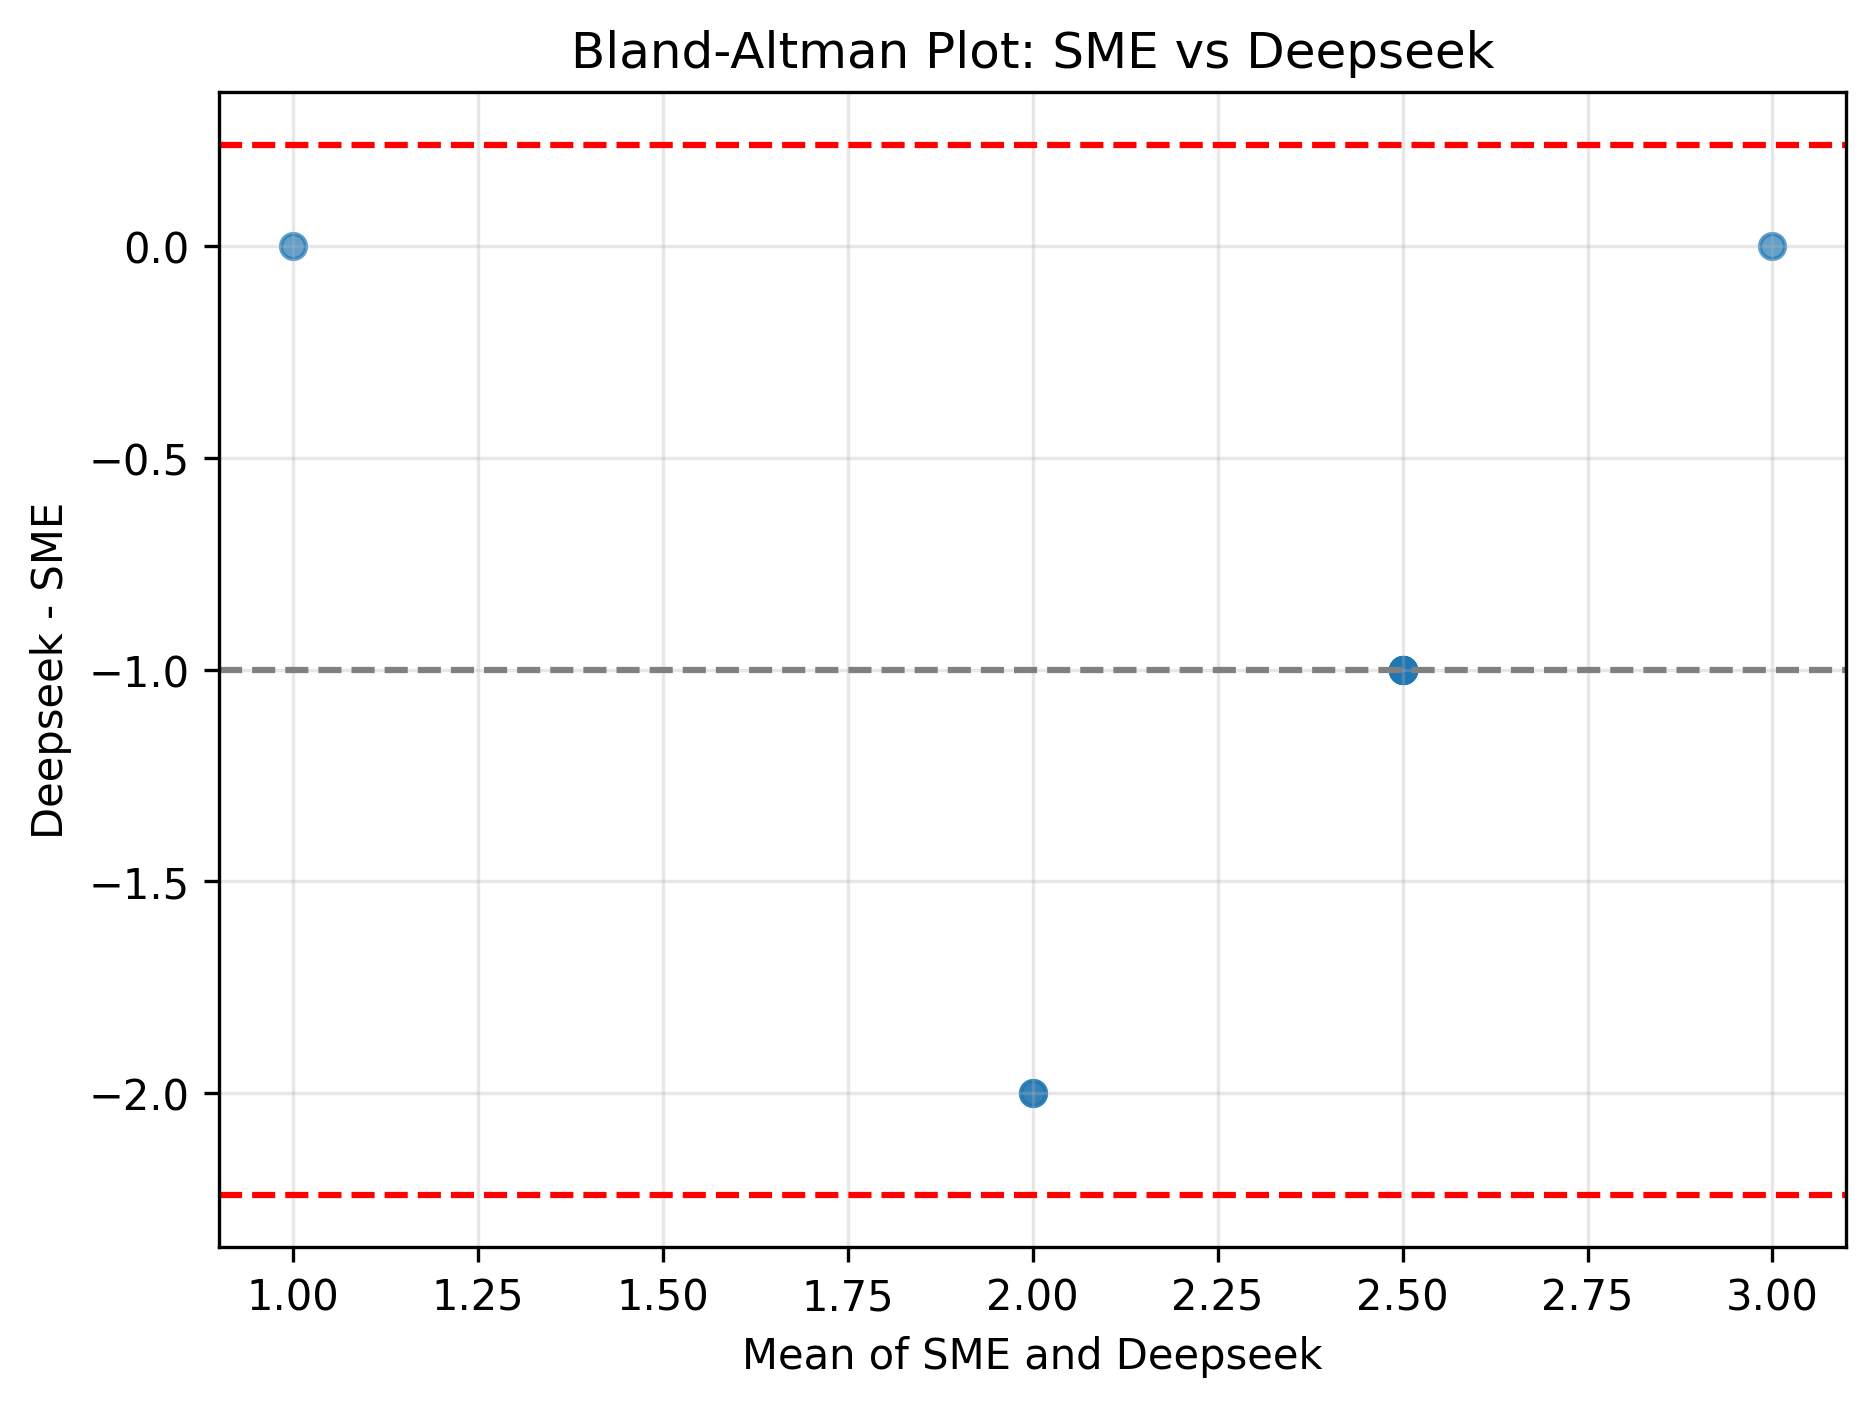 Bland-Altman Plot: SME vs Deepseek
Deepseek - SME
0.0
−0.5
−1.0
−1.5
−2.0
1.00 1.25 1.50 1.75 2.00 2.25 2.50 2.75 3.00
Mean of SME and Deepseek